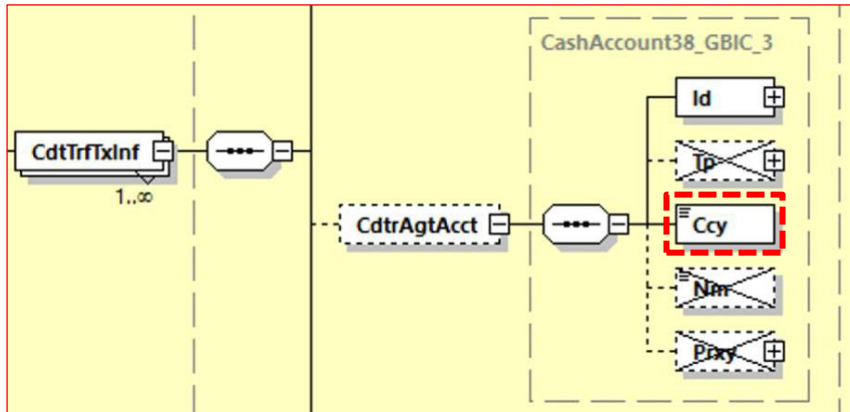 CashAccount38_GBIC_3
Id
CdtTrfTxInf
1..∞
Tp
CdtrAgtAcct
Ccy
Nm
Prxy